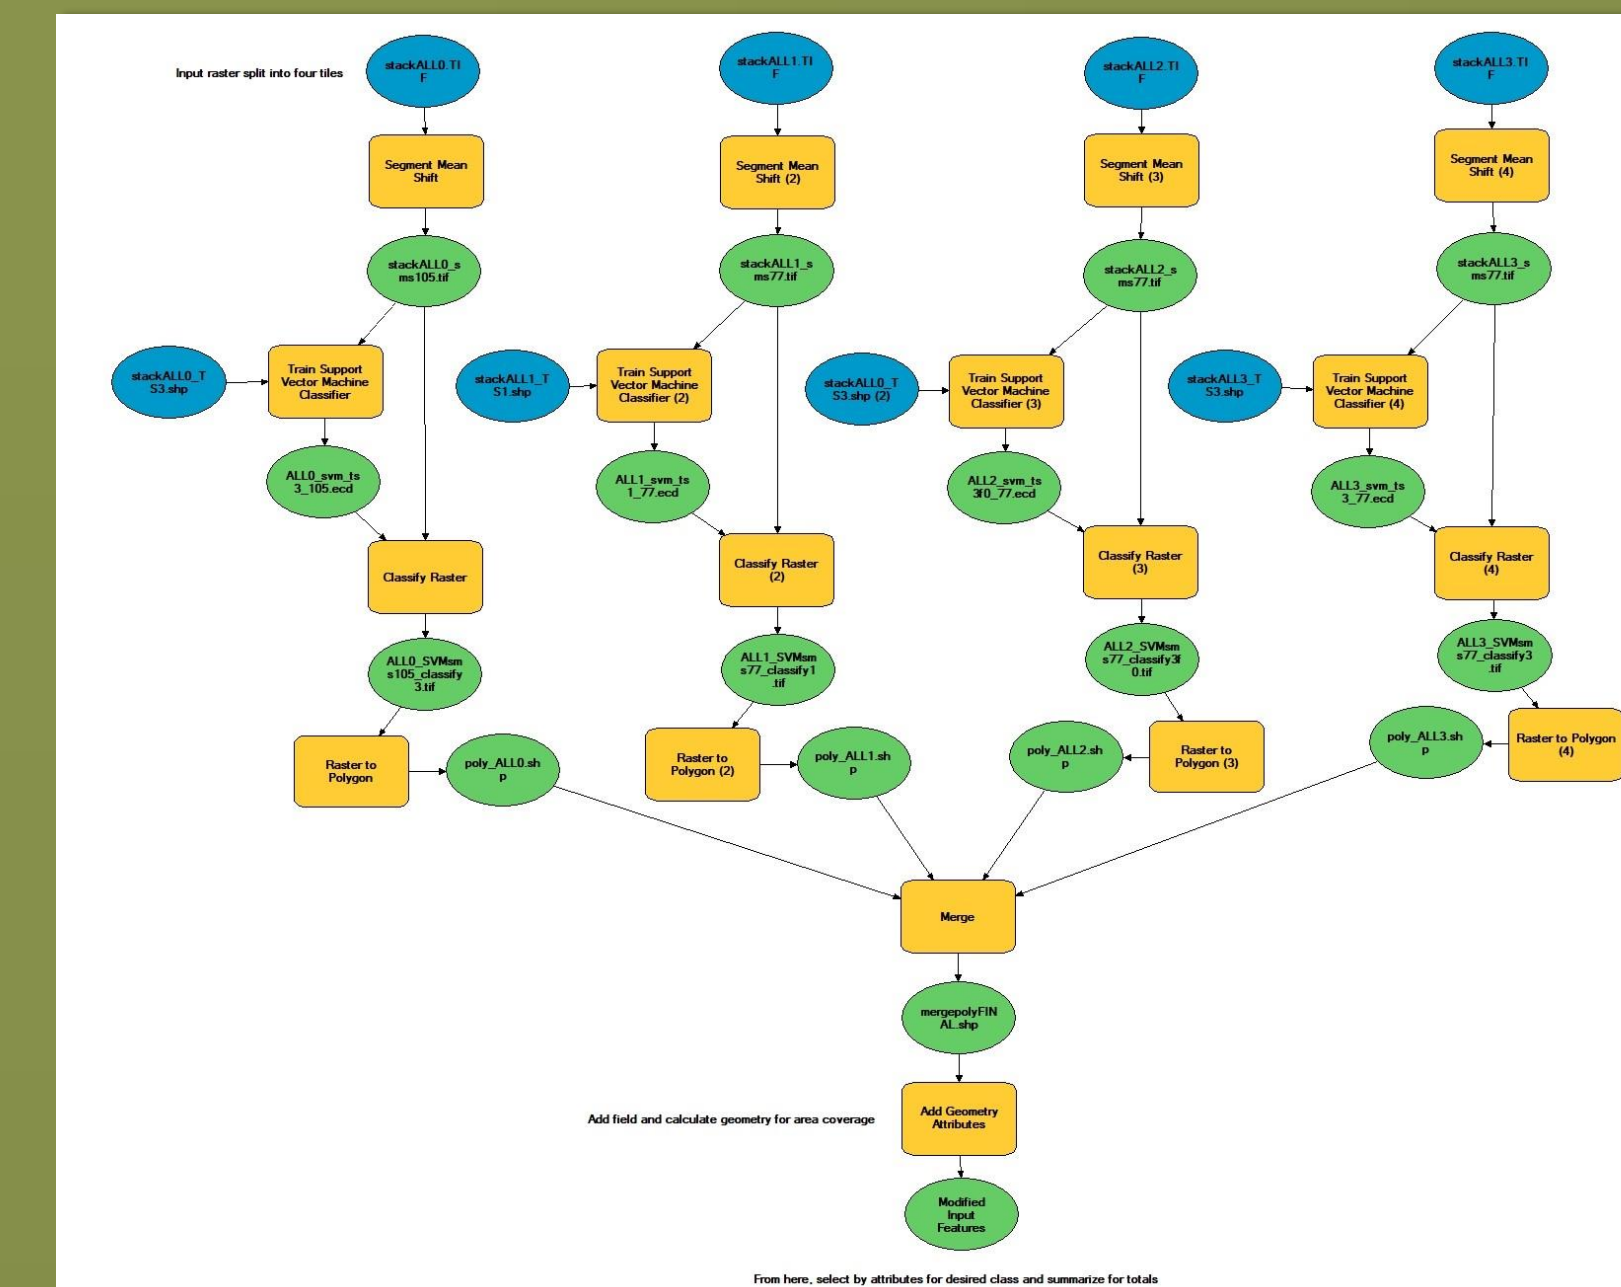 Input raster split into four tiles
stackALL0.TI
F
stackALL1.TI
F
stackALL2.TI
F
stackALL3.TI
F
Segment Mean
Shift
Segment Mean
Shift (2)
Segment Mean
Shift (3)
Segment Mean
Shift (4)
stackALL0_s
ms105.tif
stackALL1_s
ms77.tif
stackALL2_s
ms77.tif
stackALL3_s
ms77.tif
stackALL0_T
S3.shp
Train Support
Vector Machine
Classifier
stackALL1_T
S1.shp
Train Support
Vector Machine
Classifier (2)
stackALL0_T
S3.shp (2)
Train Support
Vector Machine
Classifier (3)
stackALL3_T
S3.shp
Train Support
Vector Machine
Classifier (4)
ALL0_svm_ts
3_105.ecd
ALL1_svm_ts
1_77.ecd
ALL2_svm_ts
3f0_77.ecd
ALL3_svm_ts
3_77.ecd
Classify Raster
Classify Raster
(2)
Classify Raster
(3)
Classify Raster
(4)
ALL0_SVMsm
s105_classify
3.tif
ALL1_SVMsm
s77_classify1
.tif
ALL2_SVMsm
s77_classify3f
0.tif
ALL3_SVMsm
s77_classify3
.tif
Raster to
Polygon
poly_ALL0.sh
p
Raster to
Polygon (2)
poly_ALL1.sh
p
poly_ALL2.sh
p
Raster to
Polygon (3)
poly_ALL3.sh
p
Raster to Polygon
(4)
Merge
mergepolyFIN
AL.shp
Add field and calculate geometry for area coverage
Add Geometry
Attributes
Modified
Input
Features
From here, select by attributes for desired class and summarize for totals